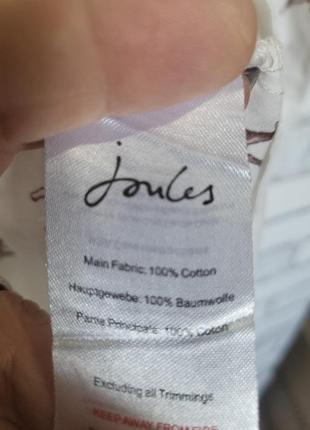 Joules
Main Fabric: 100% Cotton
Hauptgewebe: 100% Baumwolle
Partie Principale: 100% Coton
Excluding all Trimmings
KEEP AWAY FROM FIRE